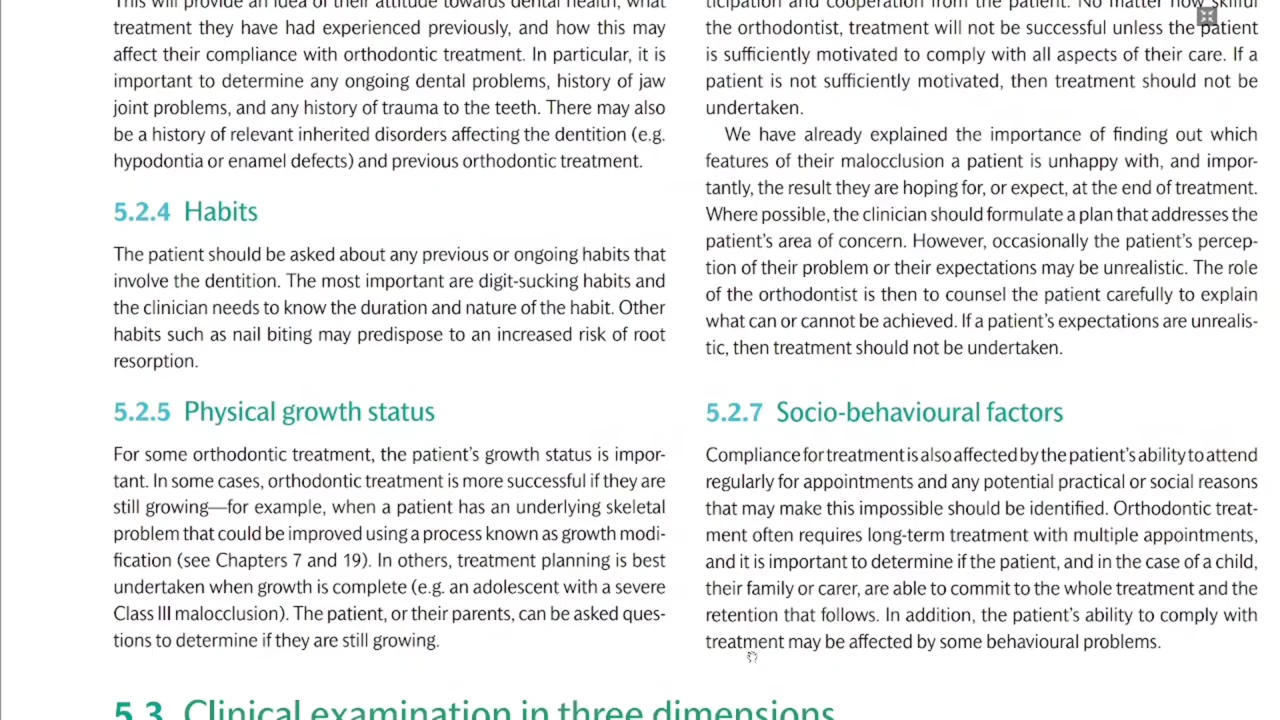 This will provide an idea of their attitude towards dental health, what
treatment they have had experienced previously, and how this may
affect their compliance with orthodontic treatment. In particular, it is
important to determine any ongoing dental problems, history of jaw
joint problems, and any history of trauma to the teeth. There may also
be a history of relevant inherited disorders affecting the dentition (e.g.
hypodontia or enamel defects) and previous orthodontic treatment.
5.2.4 Habits
The patient should be asked about any previous or ongoing habits that
involve the dentition. The most important are digit-sucking habits and
the clinician needs to know the duration and nature of the habit. Other
habits such as nail biting may predispose to an increased risk of root
resorption.
5.2.5 Physical growth status
For some orthodontic treatment, the patient's growth status is impor-
tant. In some cases, orthodontic treatment is more successful if they are
still growing—for example, when a patient has an underlying skeletal
problem that could be improved using a process known as growth modi-
fication (see Chapters 7 and 19). In others, treatment planning is best
undertaken when growth is complete (e.g. an adolescent with a severe
Class III malocclusion). The patient, or their parents, can be asked ques-
tions to determine if they are still growing.
ticipation and cooperation from the patient. No matter how skilful
the orthodontist, treatment will not be successful unless the patient
is sufficiently motivated to comply with all aspects of their care. If a
patient is not sufficiently motivated, then treatment should not be
undertaken.
We have already explained the importance of finding out which
features of their malocclusion a patient is unhappy with, and impor-
tantly, the result they are hoping for, or expect, at the end of treatment.
Where possible, the clinician should formulate a plan that addresses the
patient's area of concern. However, occasionally the patient's percep-
tion of their problem or their expectations may be unrealistic. The role
of the orthodontist is then to counsel the patient carefully to explain
what can or cannot be achieved. If a patient's expectations are unrealis-
tic, then treatment should not be undertaken.
5.2.7 Socio-behavioural factors
Compliance for treatment is also affected by the patient's ability to attend
regularly for appointments and any potential practical or social reasons
that may make this impossible should be identified. Orthodontic treat-
ment often requires long-term treatment with multiple appointments,
and it is important to determine if the patient, and in the case of a child,
their family or carer, are able to commit to the whole treatment and the
retention that follows. In addition, the patient's ability to comply with
treatment may be affected by some behavioural problems.
5.3 Clinical examination in three dimensions